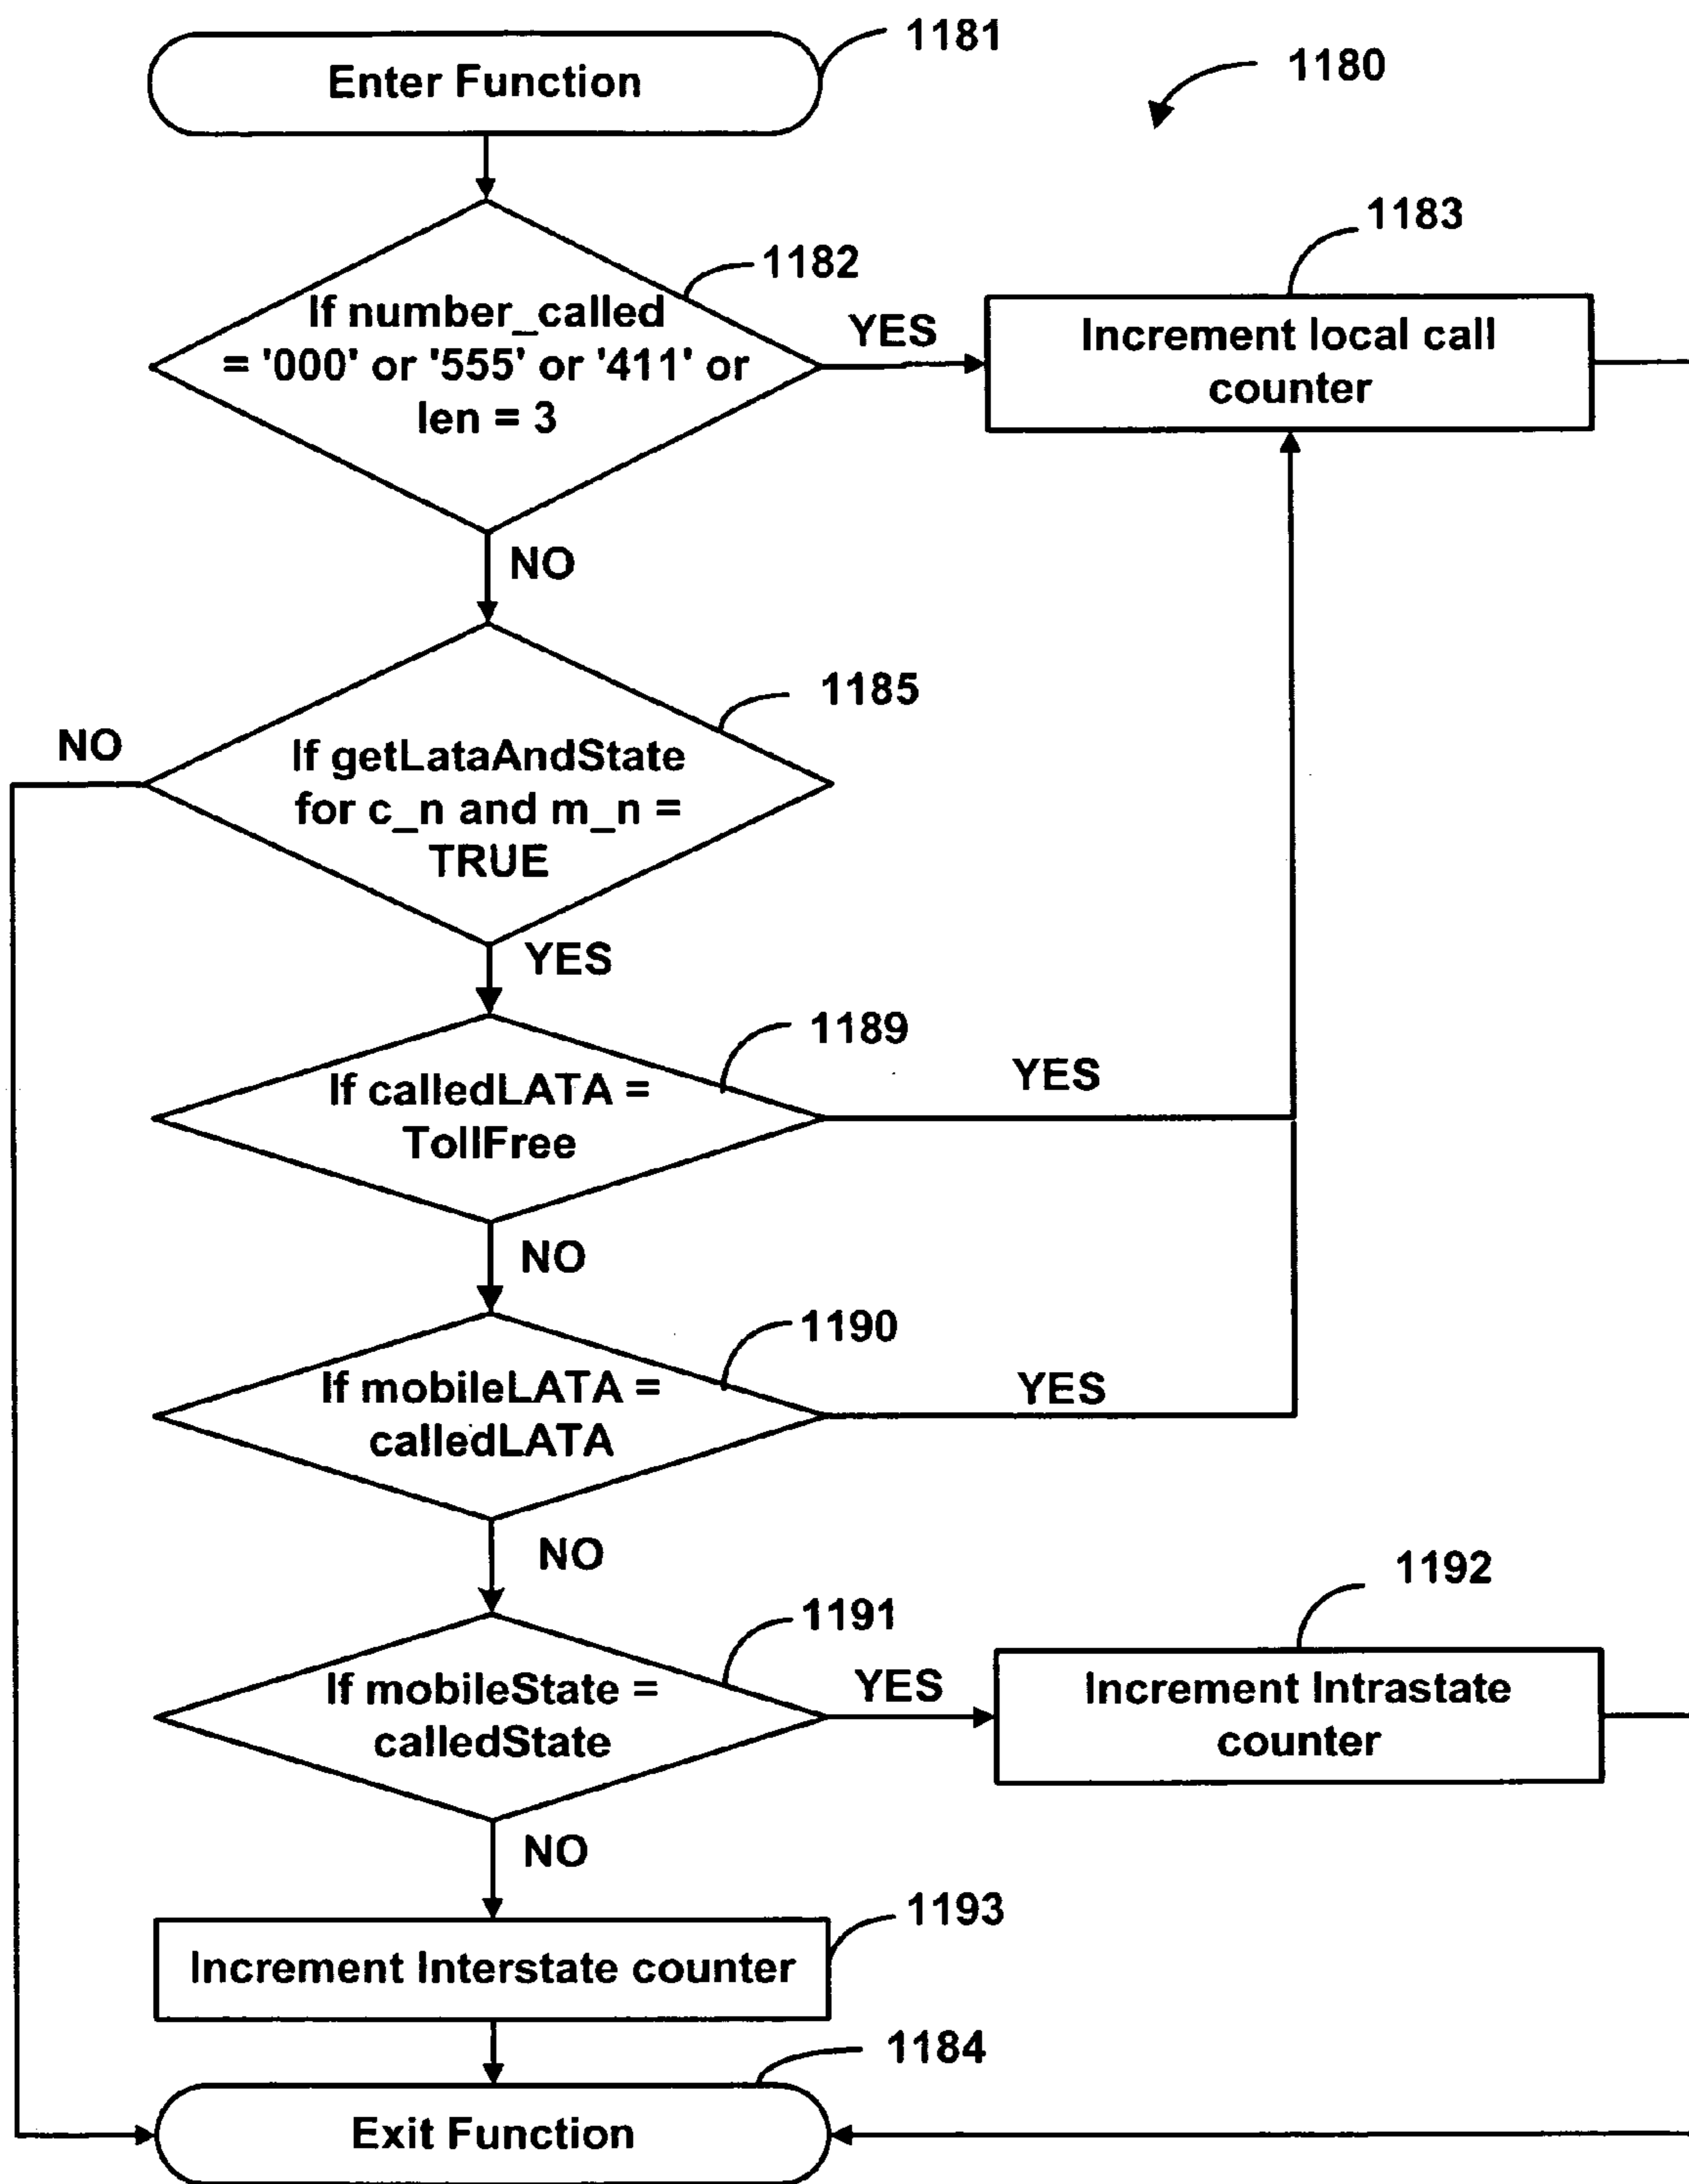 1181
Enter Function
1180
1183
1182
If number_called
= '000' or '555' or '411' or
len = 3
YES
Increment local call
counter
NO
1185
NO
If getLataAndState
for c_n and m_n =
TRUE
YES
1189
If calledLATA =
TollFree
YES
NO
1190
If mobileLATA =
calledLATA
YES
NO
1192
1191
If mobileState =
calledState
YES
Increment Intrastate
counter
NO
1193
Increment Interstate counter
1184
Exit Function